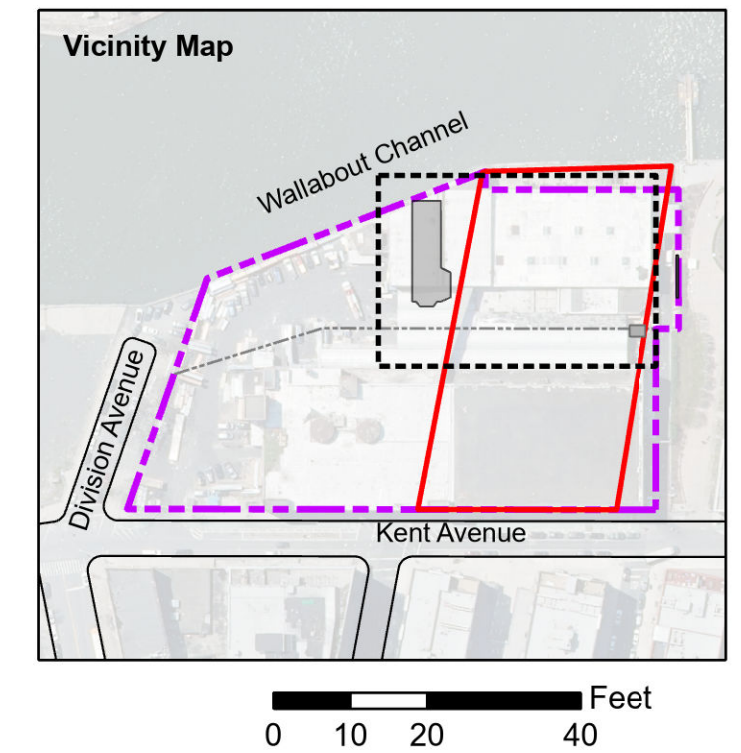 Vicinity Map
Wallabout Channel
Division Avenue
Kent Avenue
Feet
0 10 20 40